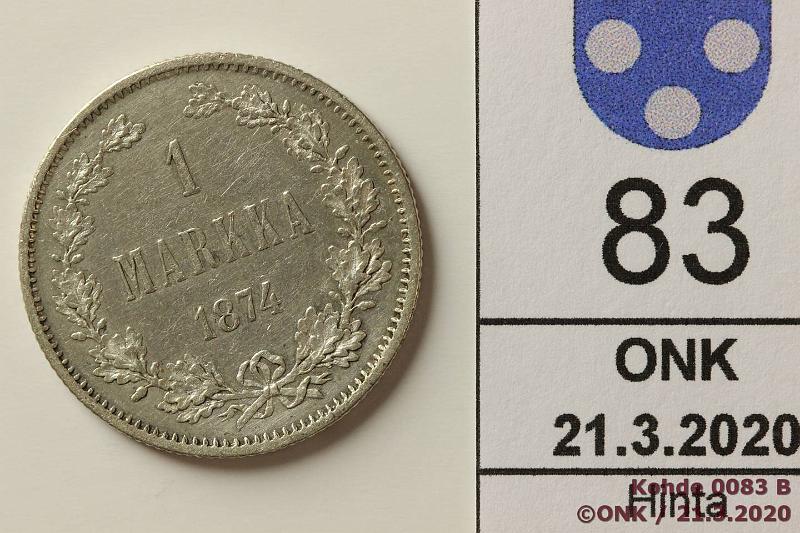 1
MARKKA
1874
83
ONK
21.3.2020
Hinta
Kohde 0083 B
©ONK / 21.3.2020